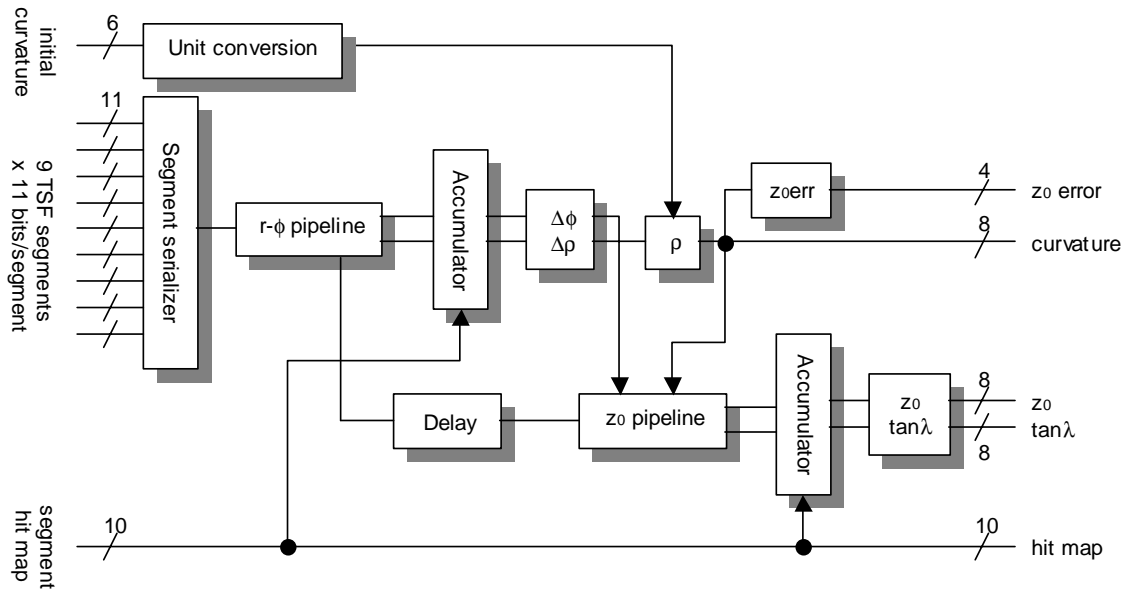 initial
curvature
6
Unit conversion
11
9 TSF segments
x 11 bits/segment
Segment serializer
r-ϕ pipeline
Accumulator
Δϕ
Δρ
ρ
z0err
4
z0 error
8
curvature
Delay
z0 pipeline
Accumulator
z0
tanλ
8
z0
tanλ
8
segment
hit map
10
10
hit map